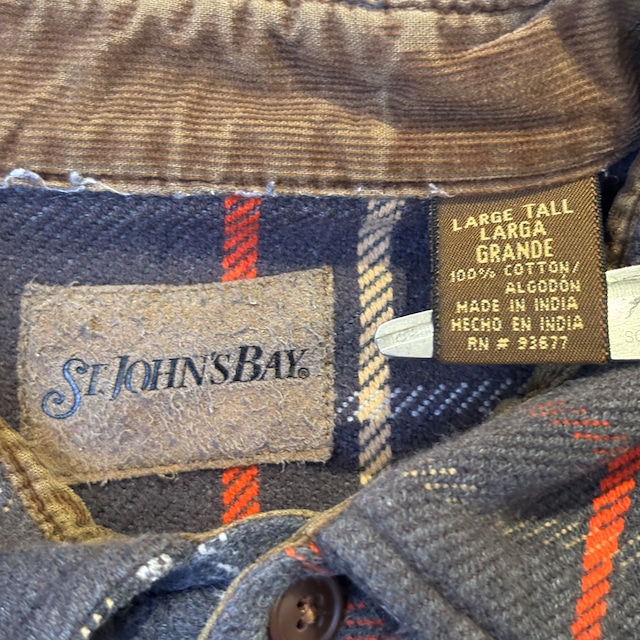 ST. JOHN'S BAY®
LARGE TALL
LARGA
GRANDE
100% COTTON/
ALGODON
MADE IN INDIA
HECHO EN INDIA
RN # 93677